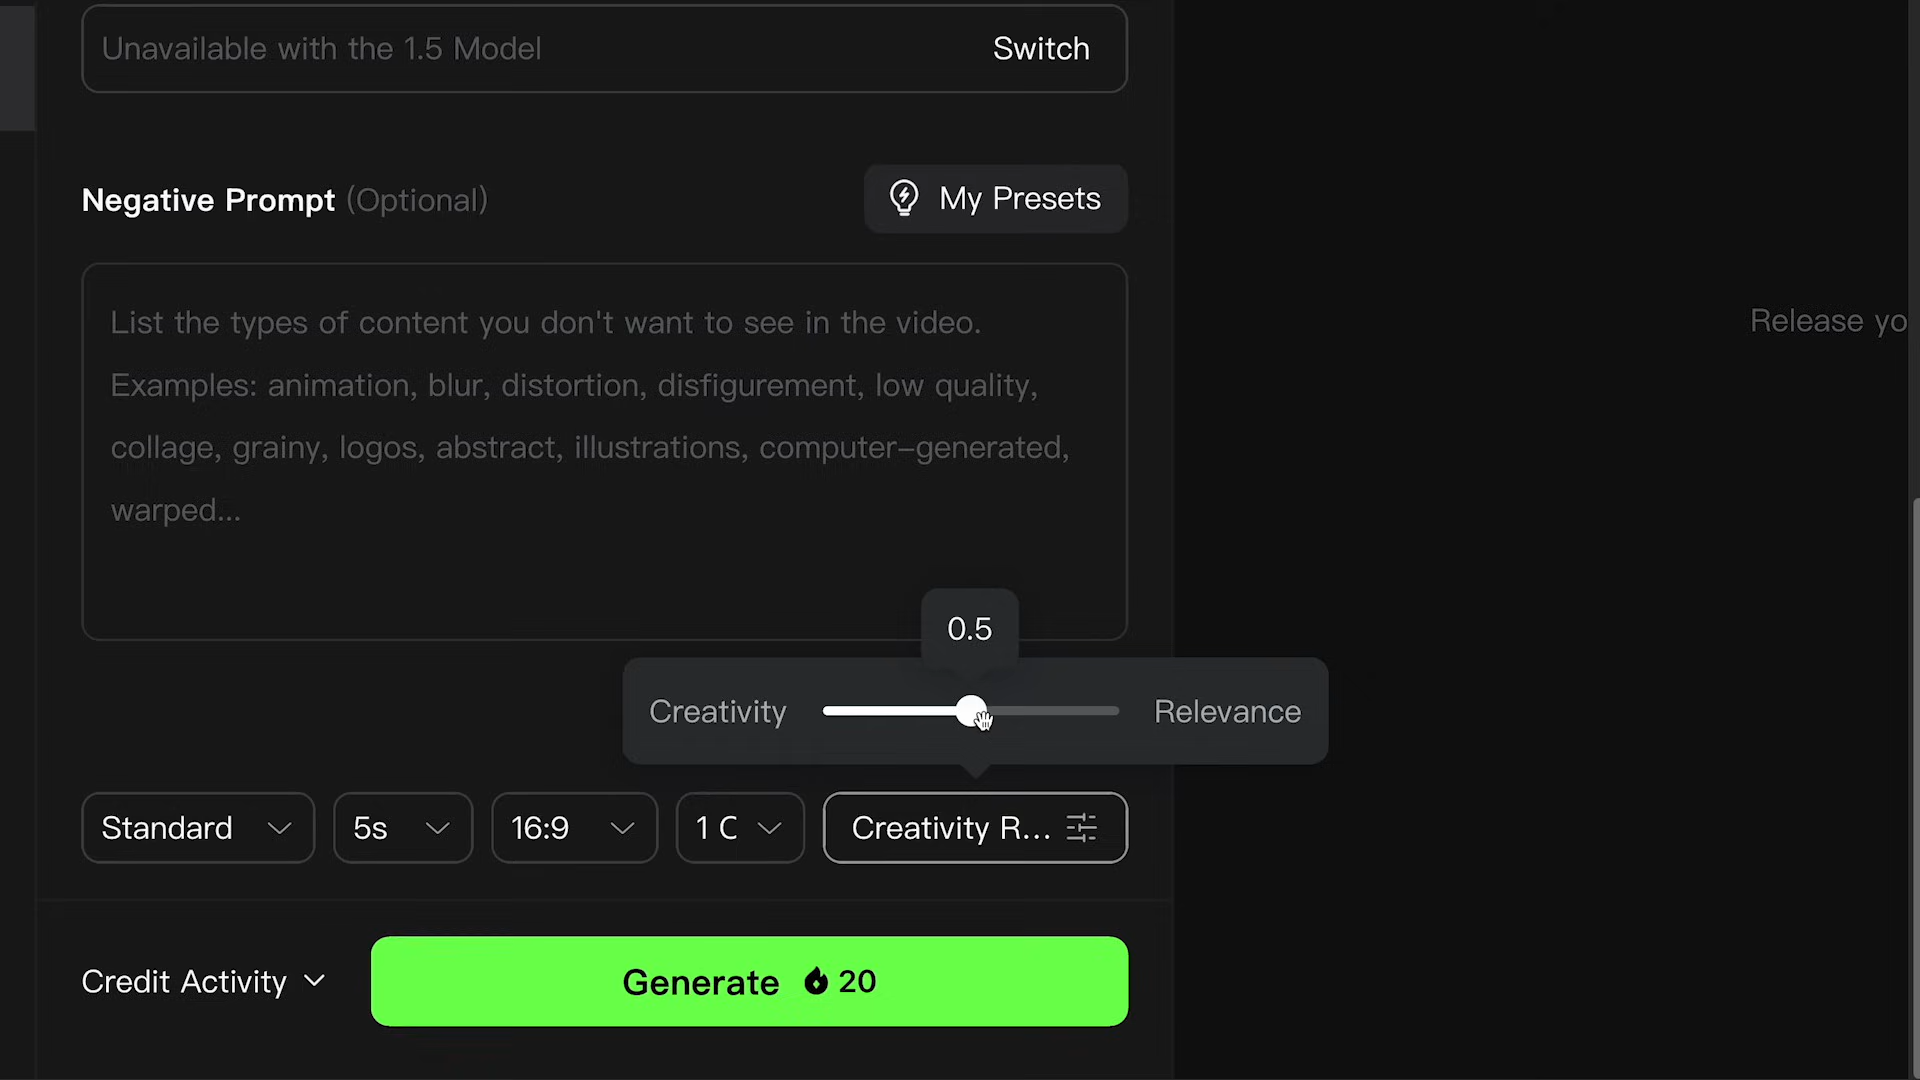 Unavailable with the 1.5 Model
Switch
Negative Prompt (Optional)
My Presets
List the types of content you don't want to see in the video.
Examples: animation, blur, distortion, disfigurement, low quality,
collage, grainy, logos, abstract, illustrations, computer-generated,
warped...
Release yo
0.5
Creativity
Relevance
Standard
5s
16:9
1 C
Creativity R...
Credit Activity
Generate 20